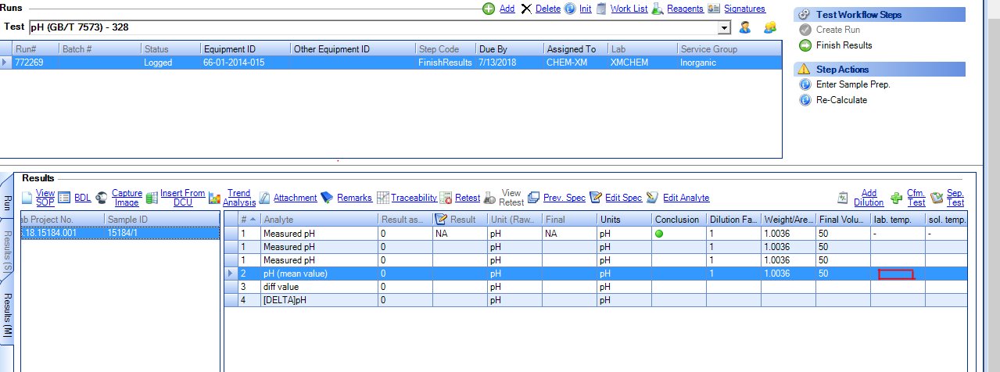 Runs
Add Delete Init Work List Reagents Signatures
Test pH (GB/T 7573) - 328
Run# Batch # Status Equipment ID Other Equipment ID Step Code Due By Assigned To Lab Service Group
772269 Logged 66-01-2014-015 FinishResults 7/13/2018 CHEM-XM XMCHEM Inorganic
Test Workflow Steps
Create Run
Finish Results
Step Actions
Enter Sample Prep.
Re-Calculate
Run
Results (S)
Results (M)
Results
View SOP BDL Capture Image Insert From DCU Trend Analysis Attachment Remarks Traceability Retest View Retest Prev. Spec Edit Spec Edit Analyte Add Dilution Cfm. Test Sep. Test
ab Project No. Sample ID
.18.15184.001 15184/1
# Analyte Result as... Result Unit (Raw... Final Units Conclusion Dilution Fa... Weight/Are... Final Volu... lab. temp. sol. temp.
1 Measured pH 0 NA pH NA pH 1 1.0036 50 - -
1 Measured pH 0 pH pH 1 1.0036 50
1 Measured pH 0 pH pH 1 1.0036 50
2 pH (mean value) 0 pH pH 1 1.0036 50
3 diff value 0 pH pH
4 [DELTA]pH 0 pH pH